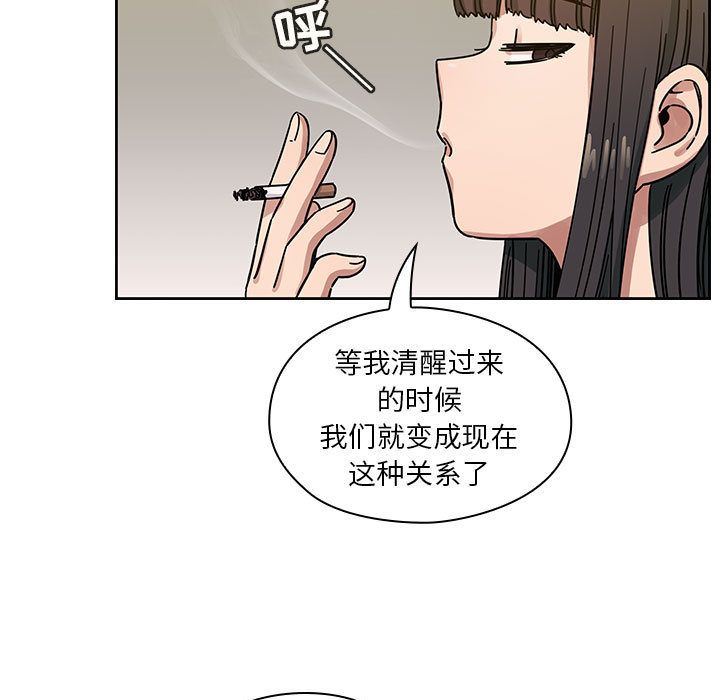 呼
等我清醒过来
的时候
我们就变成现在
这种关系了